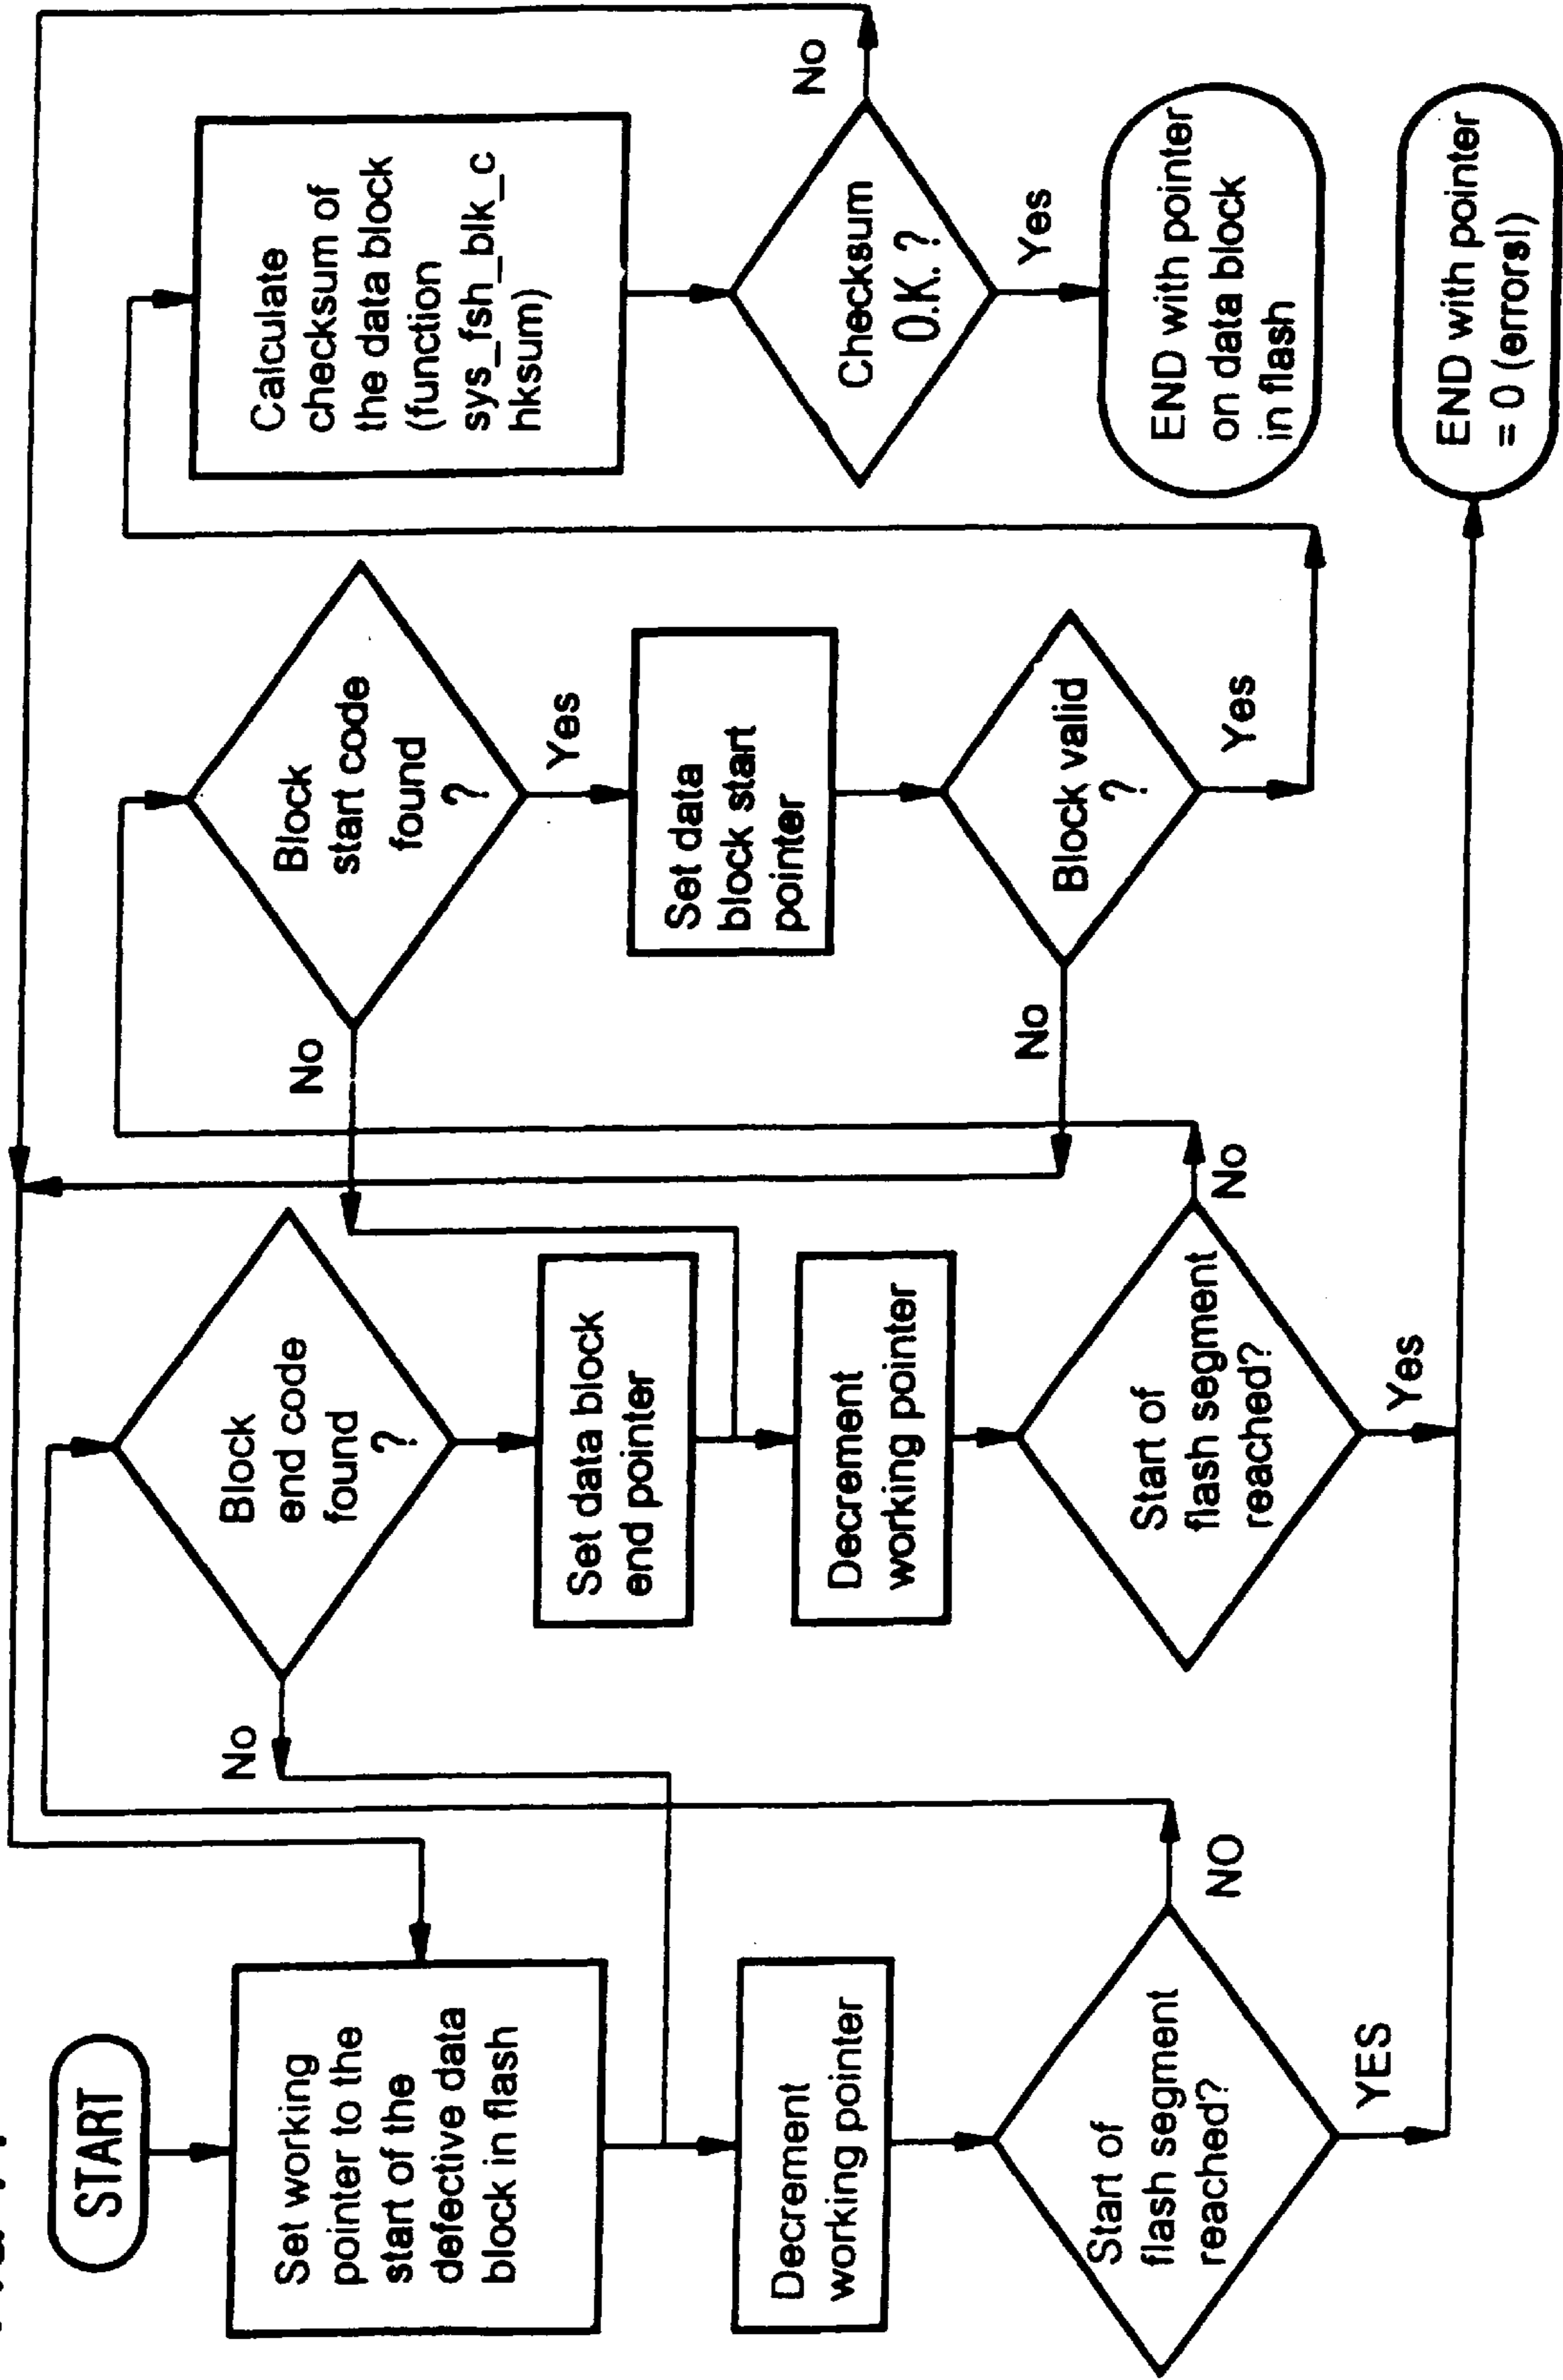 START
Set working
pointer to the
start of the
defective data
block in flash
Decrement
working pointer
Start of
flash segment
reached?
NO
YES
Block
end code
found
?
No
Set data block
end pointer
Decrement
working pointer
Start of
flash segment
reached?
No
Yes
Block
start code
found
?
No
Yes
Set data
block start
pointer
Block valid
?
No
Yes
Calculate
checksum of
the data block
(function
sys_fsh_blk_c
hksum)
Checksum
O.K.?
No
Yes
END with pointer
on data block
in flash
END with pointer
= 0 (errors!)